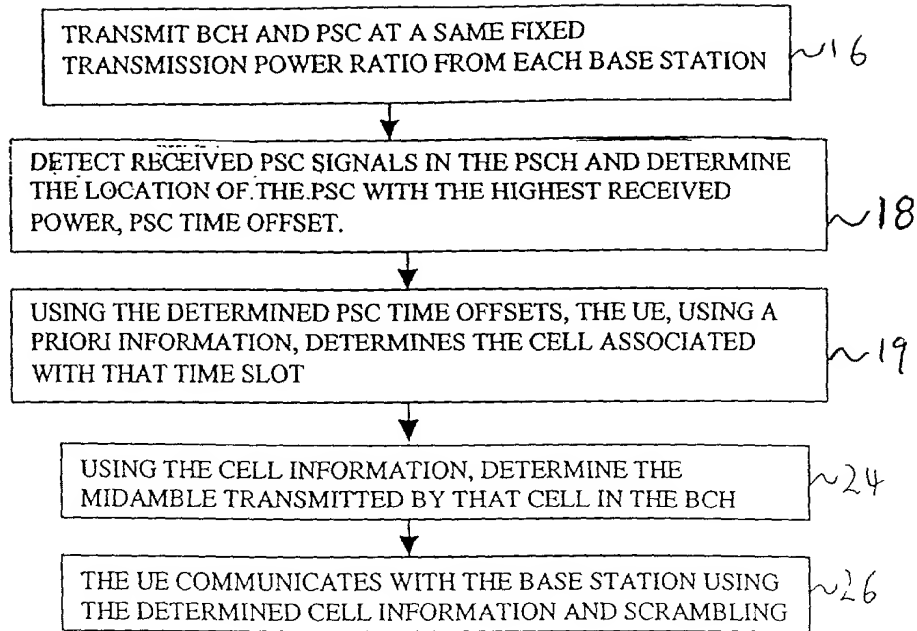 TRANSMIT BCH AND PSC AT A SAME FIXED
TRANSMISSION POWER RATIO FROM EACH BASE STATION
16
DETECT RECEIVED PSC SIGNALS IN THE PSCH AND DETERMINE
THE LOCATION OF THE PSC WITH THE HIGHEST RECEIVED
POWER, PSC TIME OFFSET.
18
USING THE DETERMINED PSC TIME OFFSETS, THE UE, USING A
PRIORI INFORMATION, DETERMINES THE CELL ASSOCIATED
WITH THAT TIME SLOT
19
USING THE CELL INFORMATION, DETERMINE THE
MIDAMBLE TRANSMITTED BY THAT CELL IN THE BCH
24
THE UE COMMUNICATES WITH THE BASE STATION USING
THE DETERMINED CELL INFORMATION AND SCRAMBLING
26